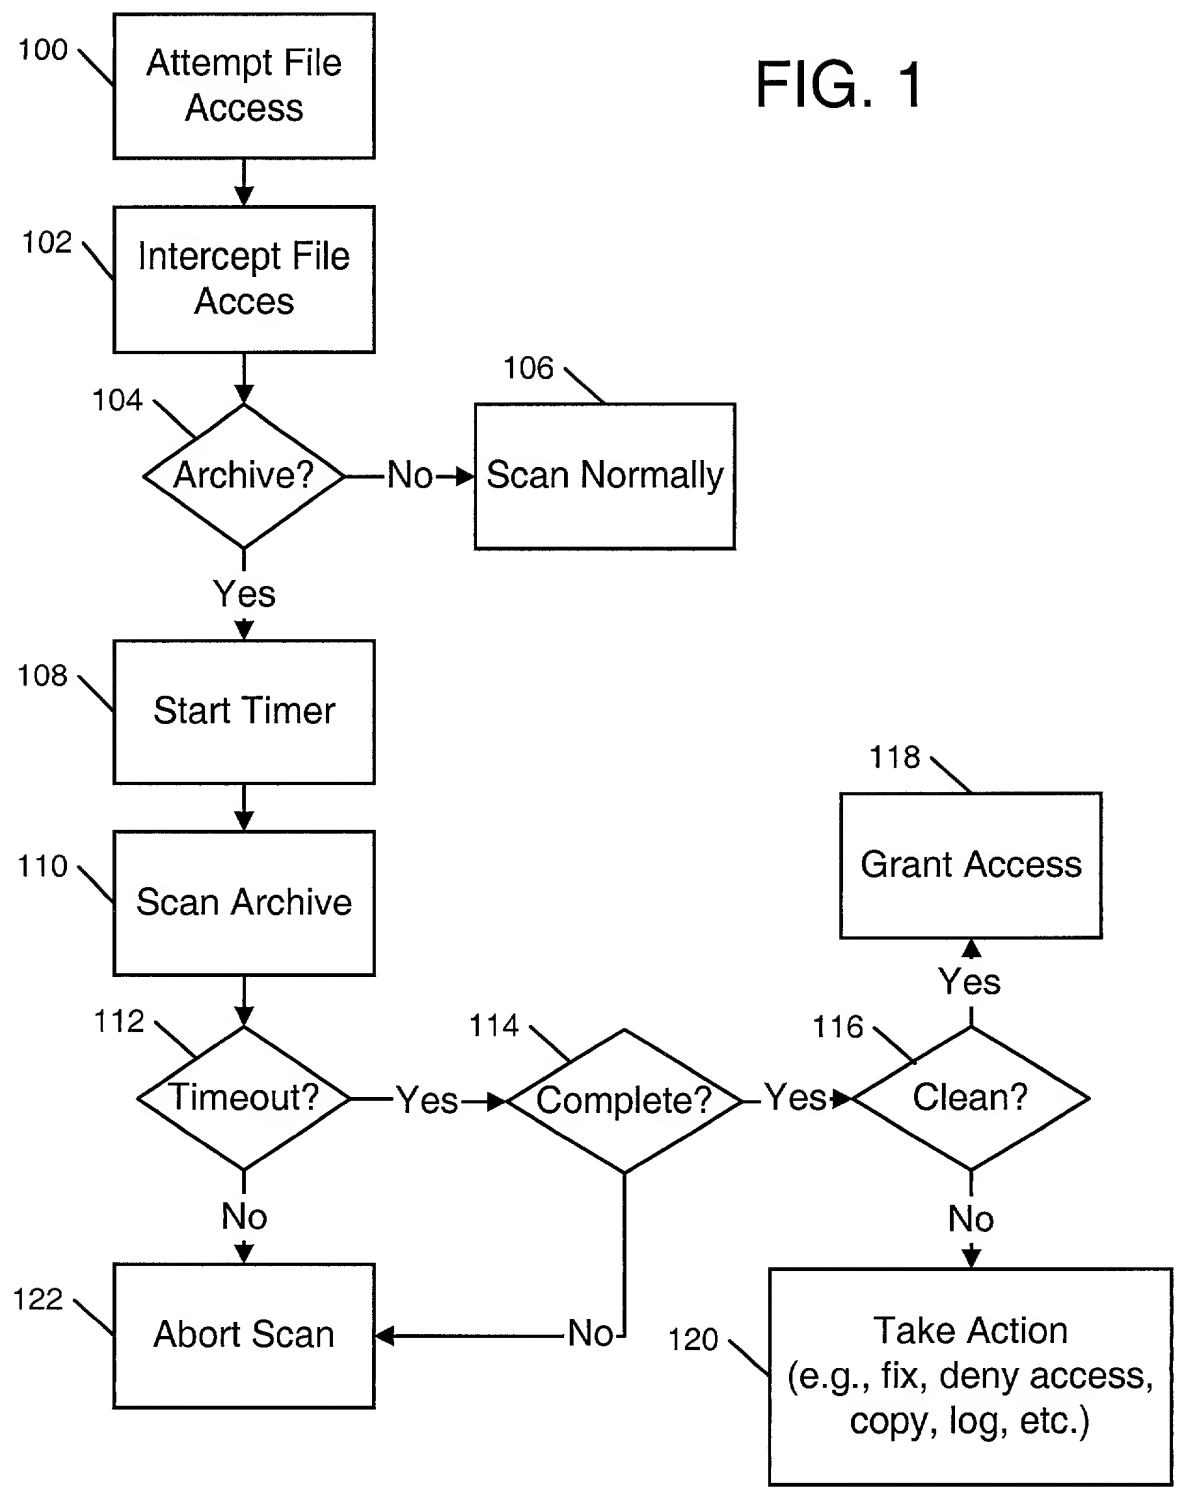 FIG. 1
100
Attempt File
Access
102
Intercept File
Acces
104
Archive?
No
106
Scan Normally
Yes
108
Start Timer
110
Scan Archive
112
Timeout?
Yes
114
Complete?
Yes
116
Clean?
Yes
118
Grant Access
No
No
No
122
Abort Scan
120
Take Action
(e.g., fix, deny access,
copy, log, etc.)